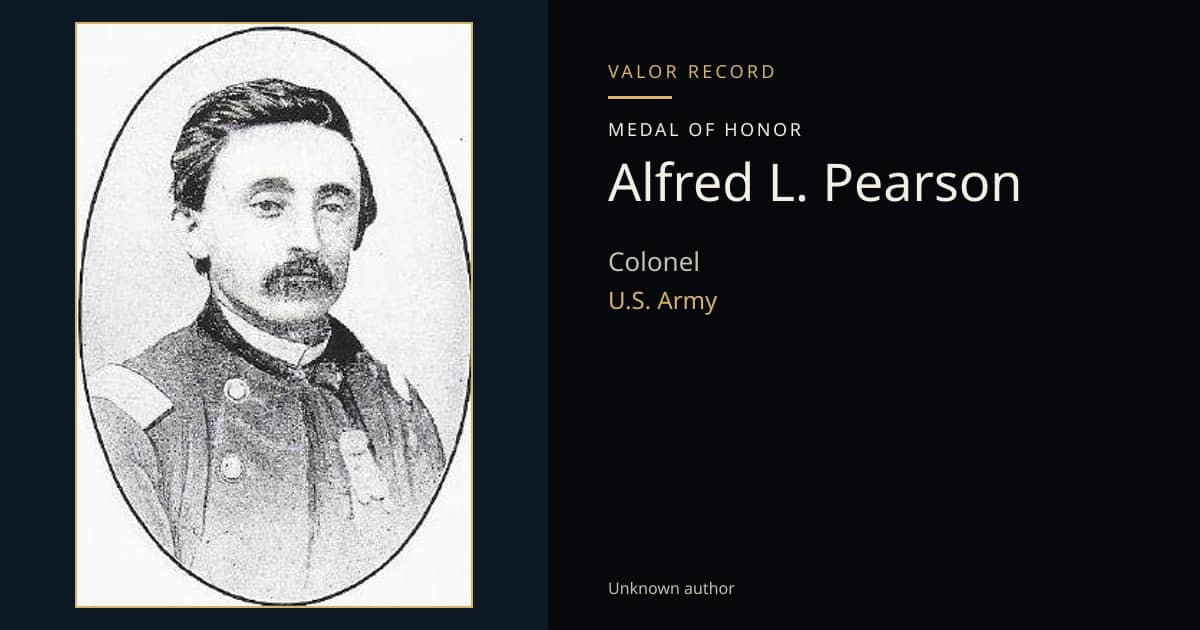 VALOR RECORD
MEDAL OF HONOR
Alfred L. Pearson
Colonel
U.S. Army
Unknown author